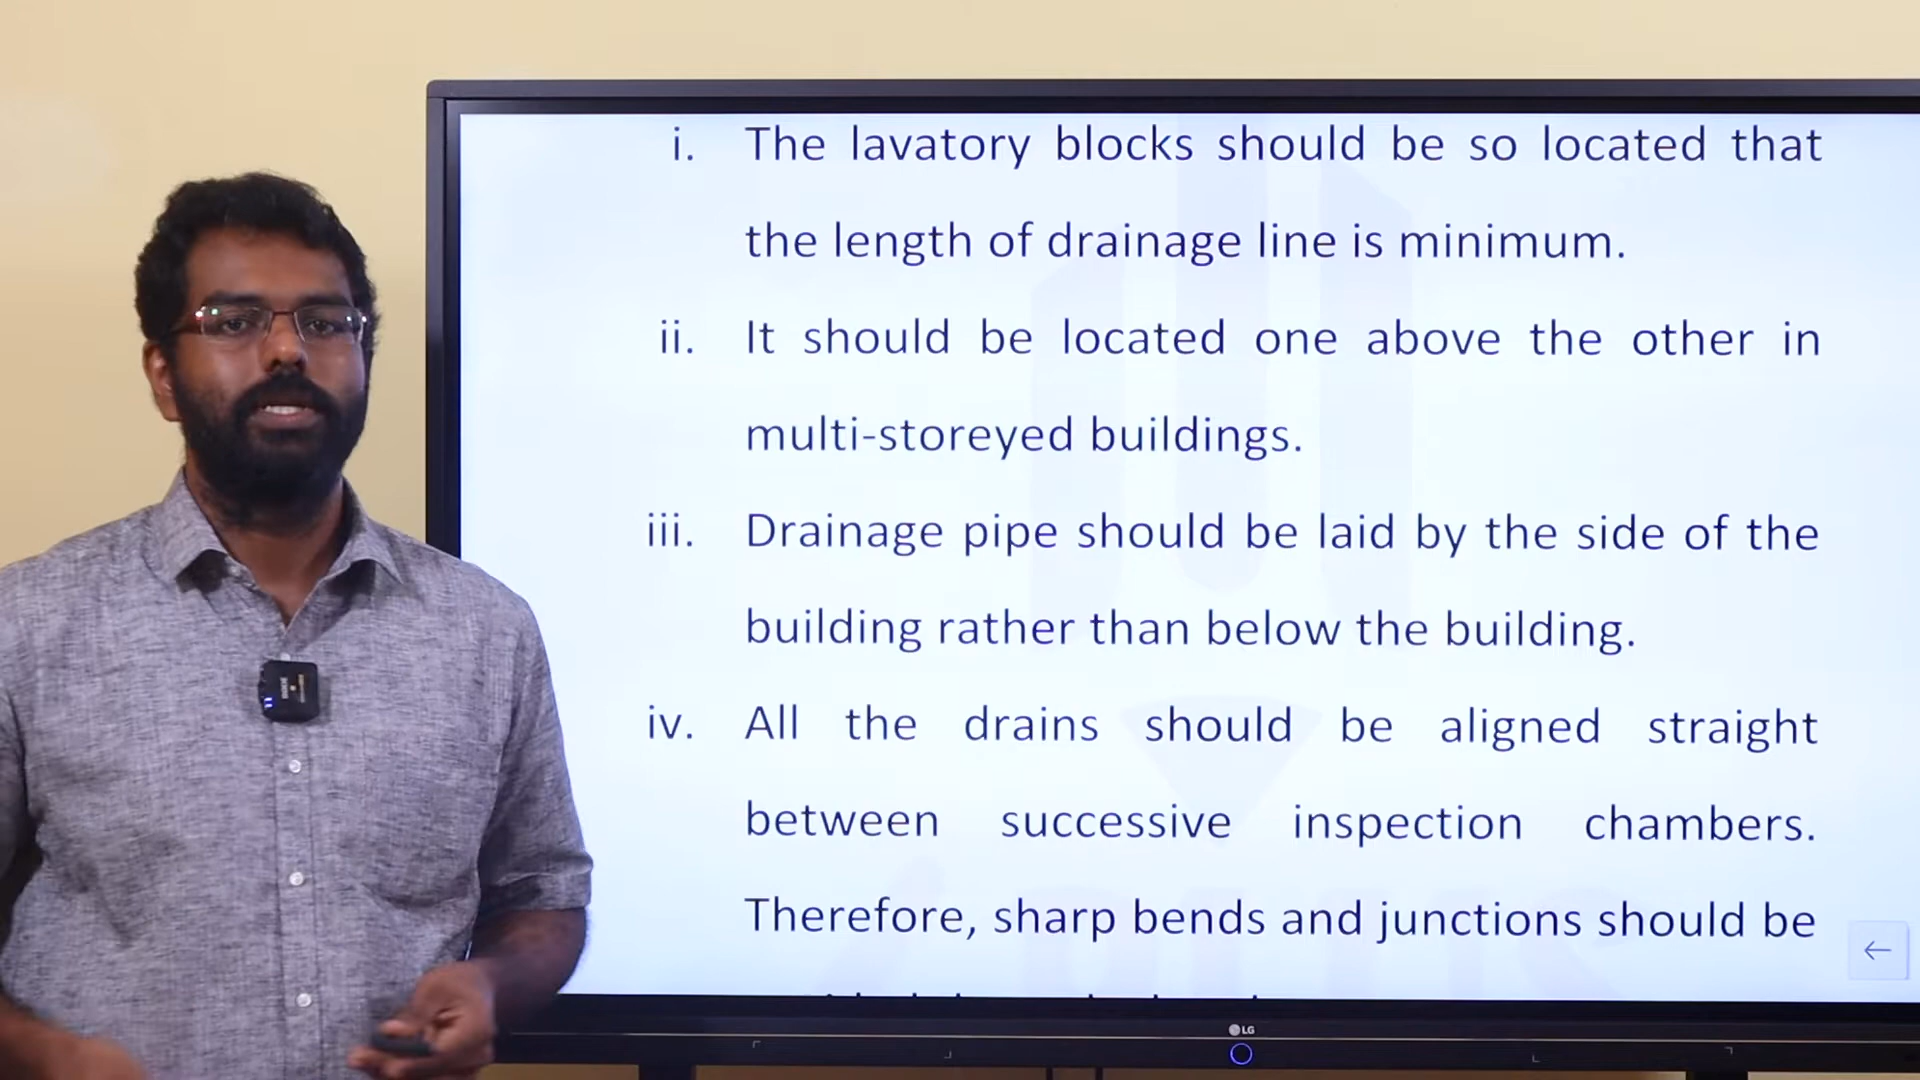 i. The lavatory blocks should be so located that
the length of drainage line is minimum.
ii. It should be located one above the other in
multi-storeyed buildings.
iii. Drainage pipe should be laid by the side of the
building rather than below the building.
iv. All the drains should be aligned straight
between successive inspection chambers.
Therefore, sharp bends and junctions should be
LG